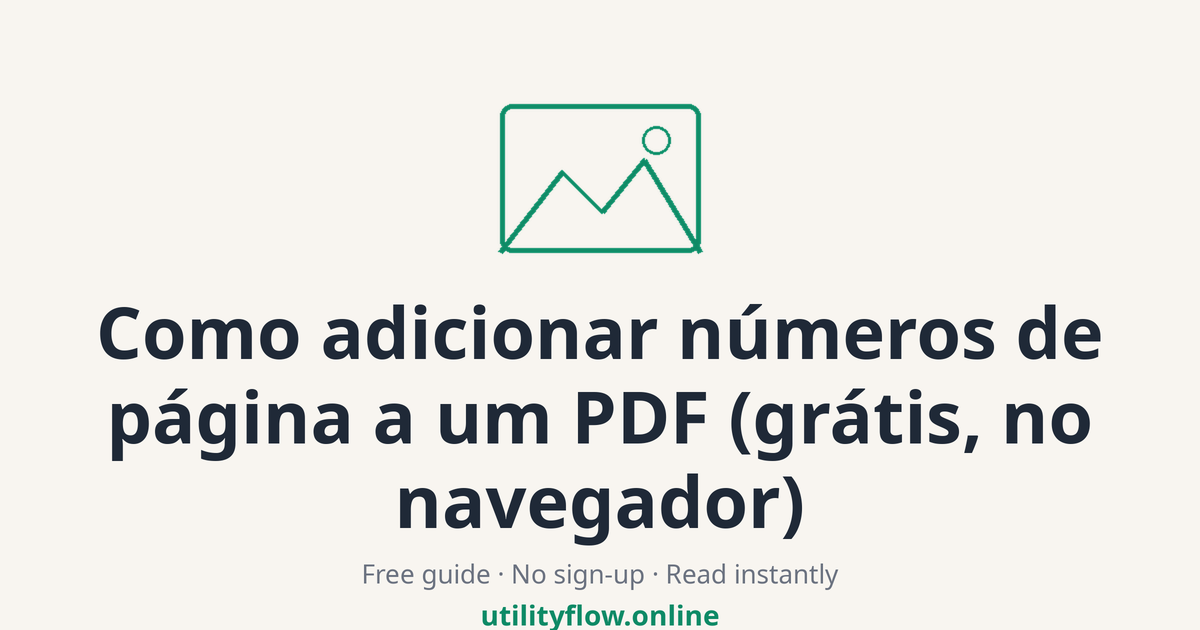 Como adicionar números de
página a um PDF (grátis, no
navegador)
Free guide · No sign-up · Read instantly
utilityflow.online